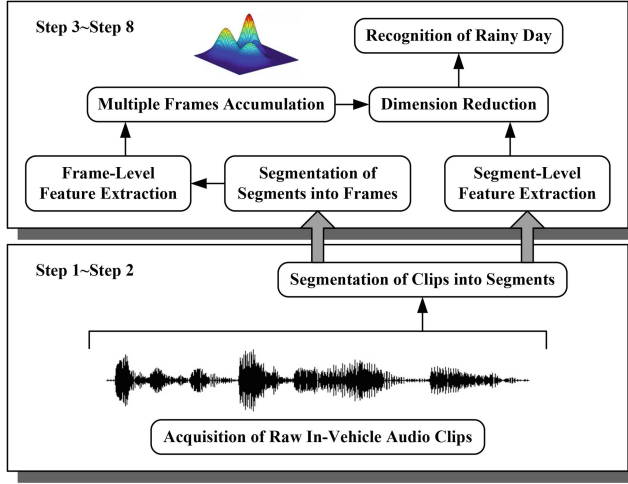 Step 3~Step 8
Recognition of Rainy Day
Multiple Frames Accumulation
Dimension Reduction
Frame-Level
Feature Extraction
Segmentation of
Segments into Frames
Segment-Level
Feature Extraction
Step 1~Step 2
Segmentation of Clips into Segments
Acquisition of Raw In-Vehicle Audio Clips